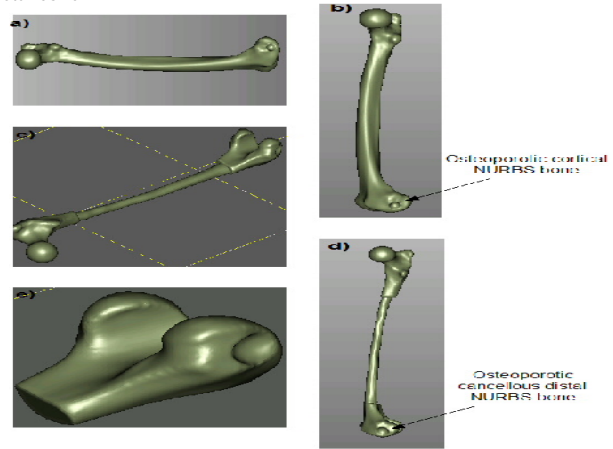 a)
b)
c)
Osteoporotic cortical
NURBS bone
d)
e)
Osteoporotic
cancellous distal
NURBS bone